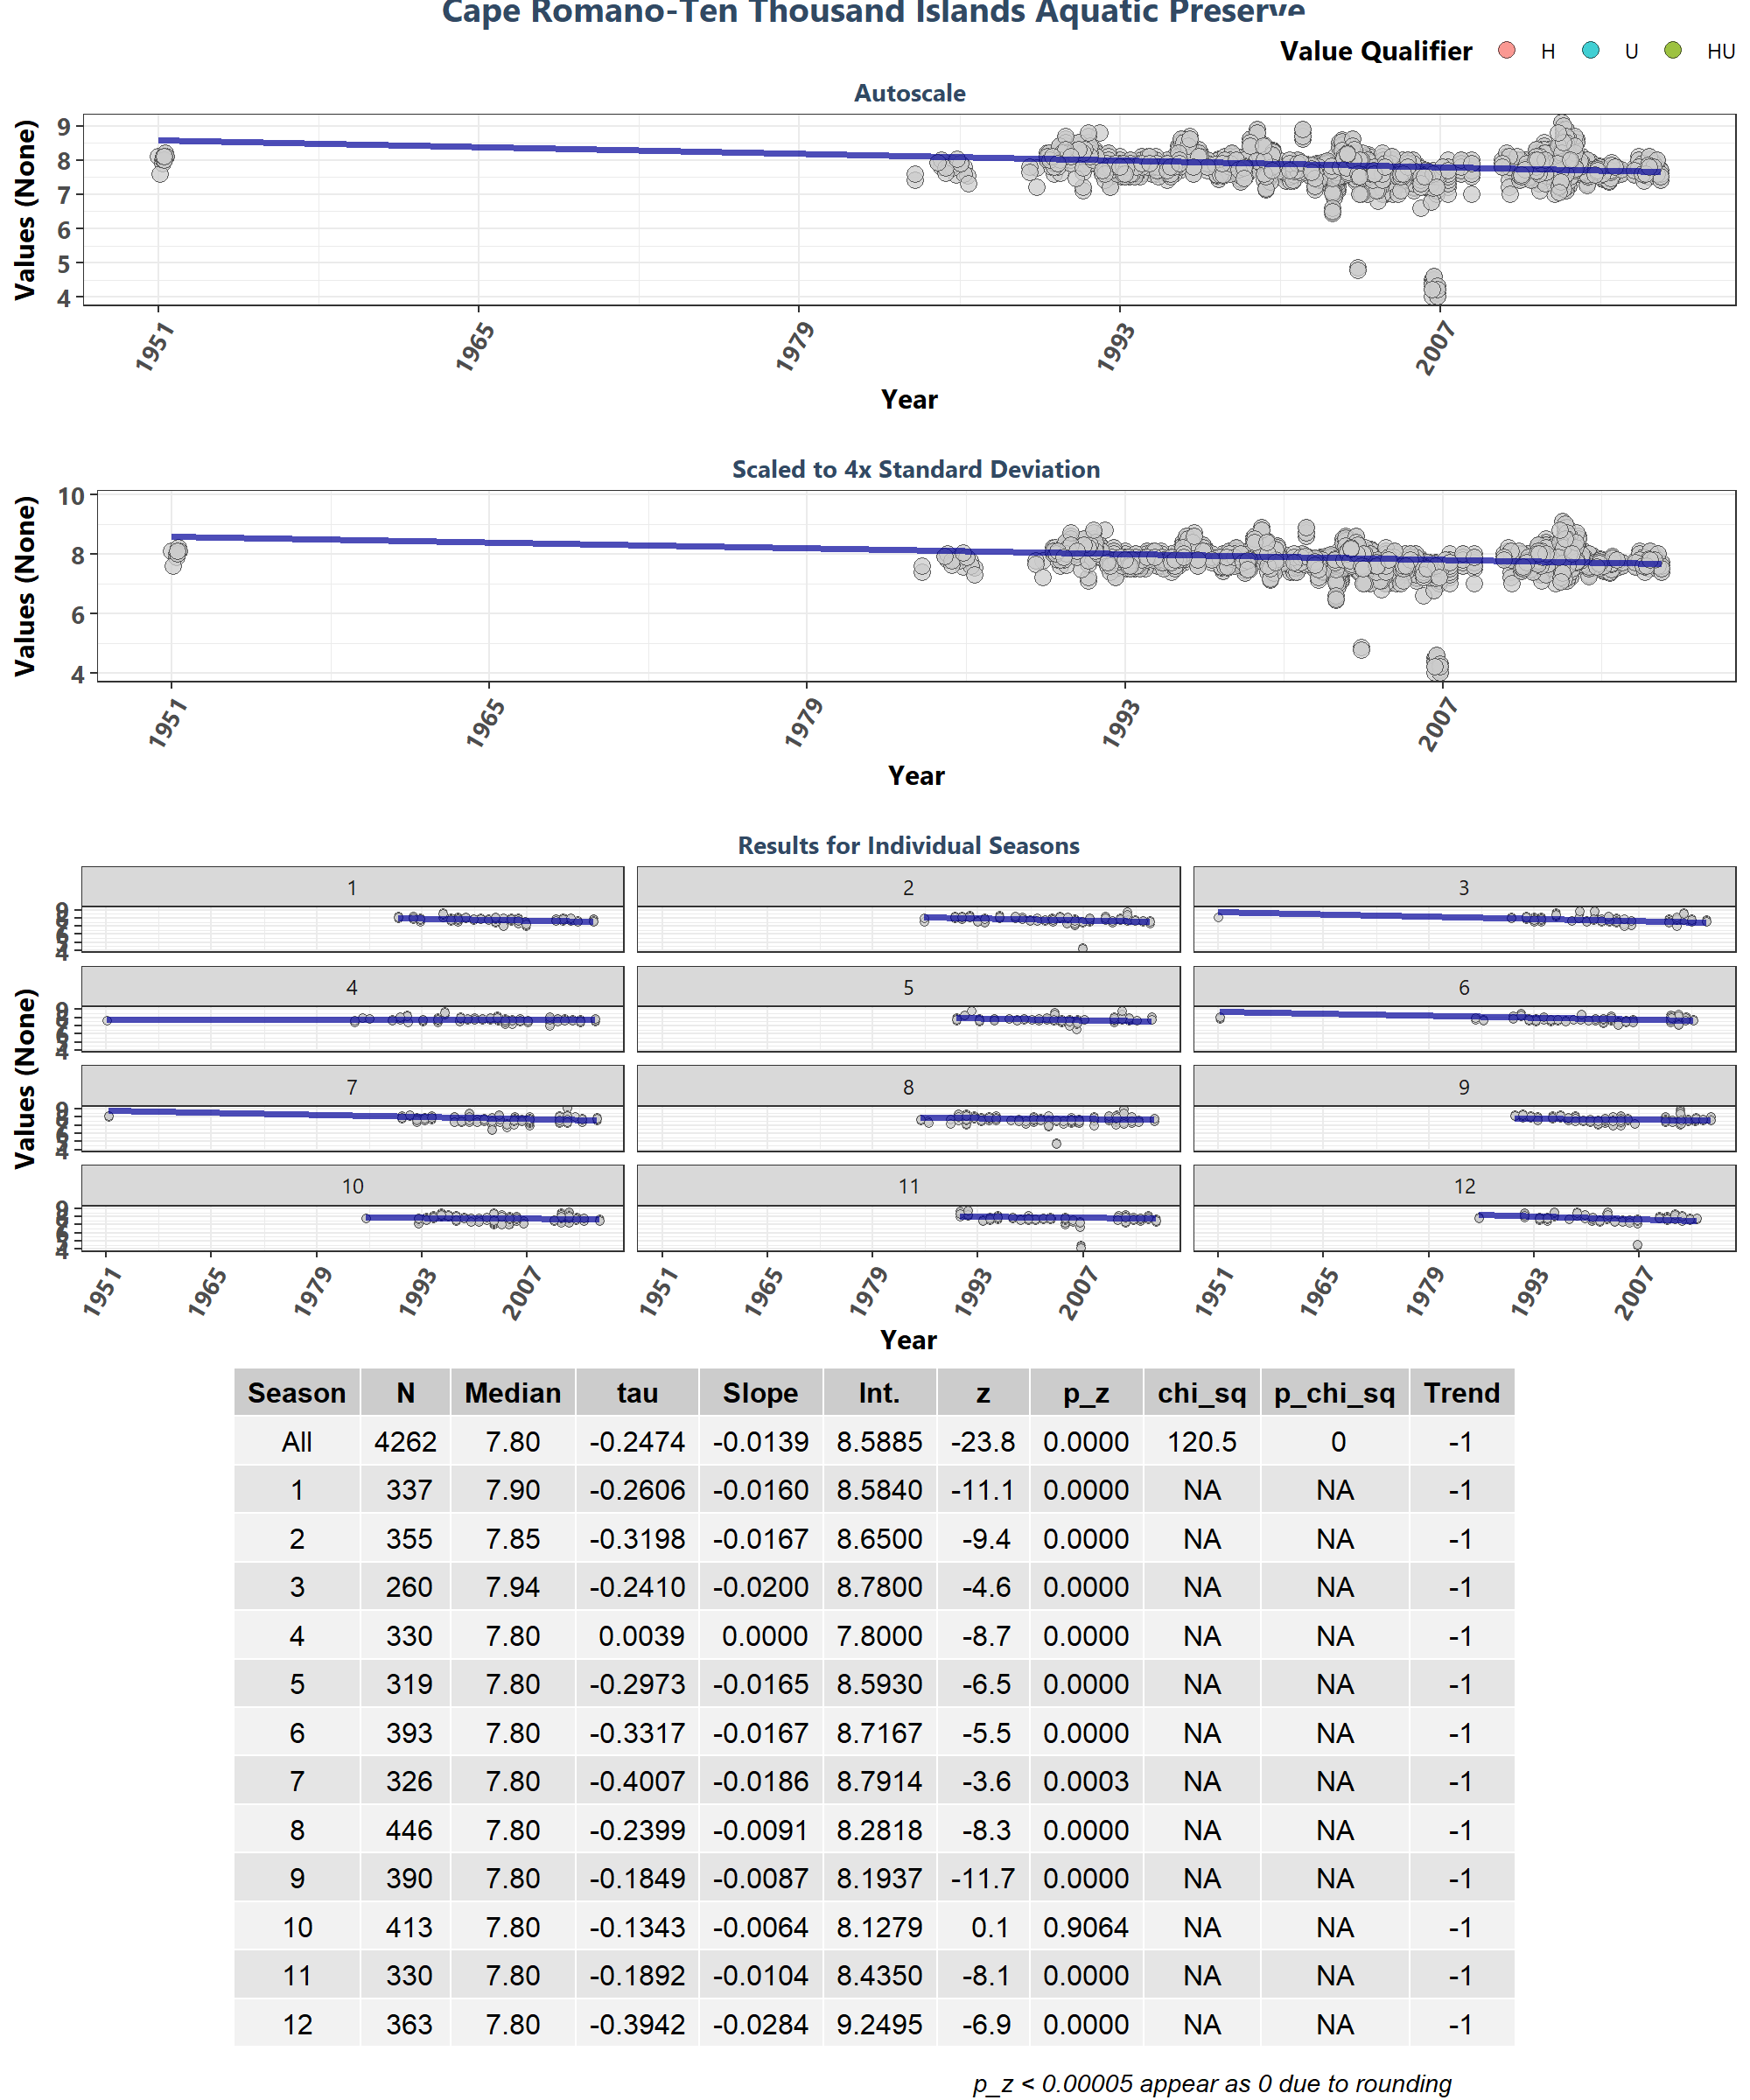 Cape Romano-Ten Thousand Islands Aquatic Preserve
Value Qualifier H U HU
Autoscale
Values (None)
9
8
7
6
5
4
1951 1965 1979 1993 2007
Year
Scaled to 4x Standard Deviation
Values (None)
10
8
6
4
1951 1965 1979 1993 2007
Year
Results for Individual Seasons
Values (None)
1 2 3
9
4
4 5 6
9
4
7 8 9
9
4
10 11 12
9
4
1951 1965 1979 1993 2007 1951 1965 1979 1993 2007 1951 1965 1979 1993 2007
Year
Season N Median tau Slope Int. z p_z chi_sq p_chi_sq Trend
All 4262 7.80 -0.2474 -0.0139 8.5885 -23.8 0.0000 120.5 0 -1
1 337 7.90 -0.2606 -0.0160 8.5840 -11.1 0.0000 NA NA -1
2 355 7.85 -0.3198 -0.0167 8.6500 -9.4 0.0000 NA NA -1
3 260 7.94 -0.2410 -0.0200 8.7800 -4.6 0.0000 NA NA -1
4 330 7.80 0.0039 0.0000 7.8000 -8.7 0.0000 NA NA -1
5 319 7.80 -0.2973 -0.0165 8.5930 -6.5 0.0000 NA NA -1
6 393 7.80 -0.3317 -0.0167 8.7167 -5.5 0.0000 NA NA -1
7 326 7.80 -0.4007 -0.0186 8.7914 -3.6 0.0003 NA NA -1
8 446 7.80 -0.2399 -0.0091 8.2818 -8.3 0.0000 NA NA -1
9 390 7.80 -0.1849 -0.0087 8.1937 -11.7 0.0000 NA NA -1
10 413 7.80 -0.1343 -0.0064 8.1279 0.1 0.9064 NA NA -1
11 330 7.80 -0.1892 -0.0104 8.4350 -8.1 0.0000 NA NA -1
12 363 7.80 -0.3942 -0.0284 9.2495 -6.9 0.0000 NA NA -1
p_z < 0.00005 appear as 0 due to rounding